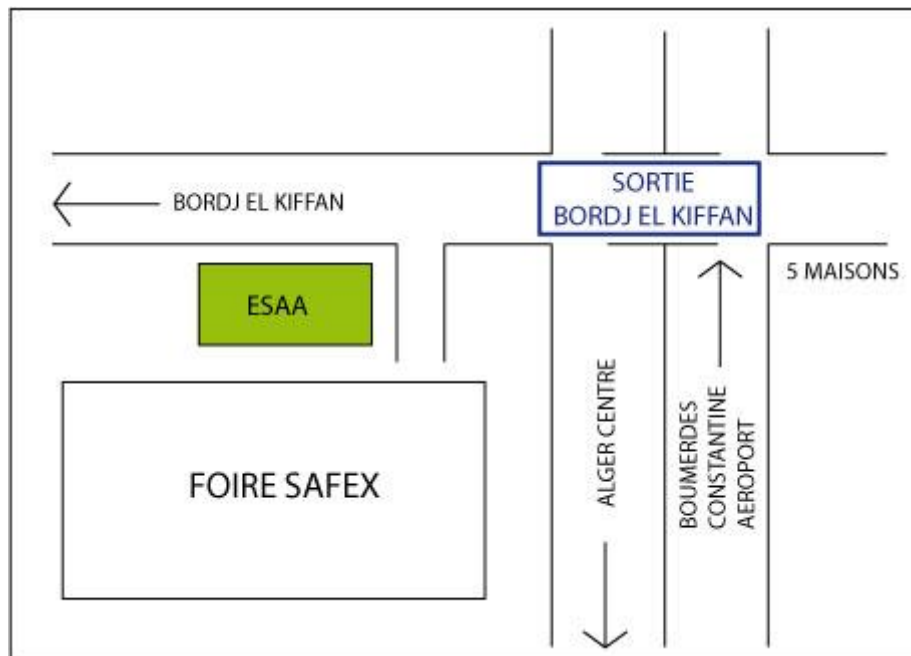 SORTIE
BORDJ EL KIFFAN
BORDJ EL KIFFAN
5 MAISONS
ESAA
FOIRE SAFEX
ALGER CENTRE
BOUMERDES
CONSTANTINE
AEROPORT